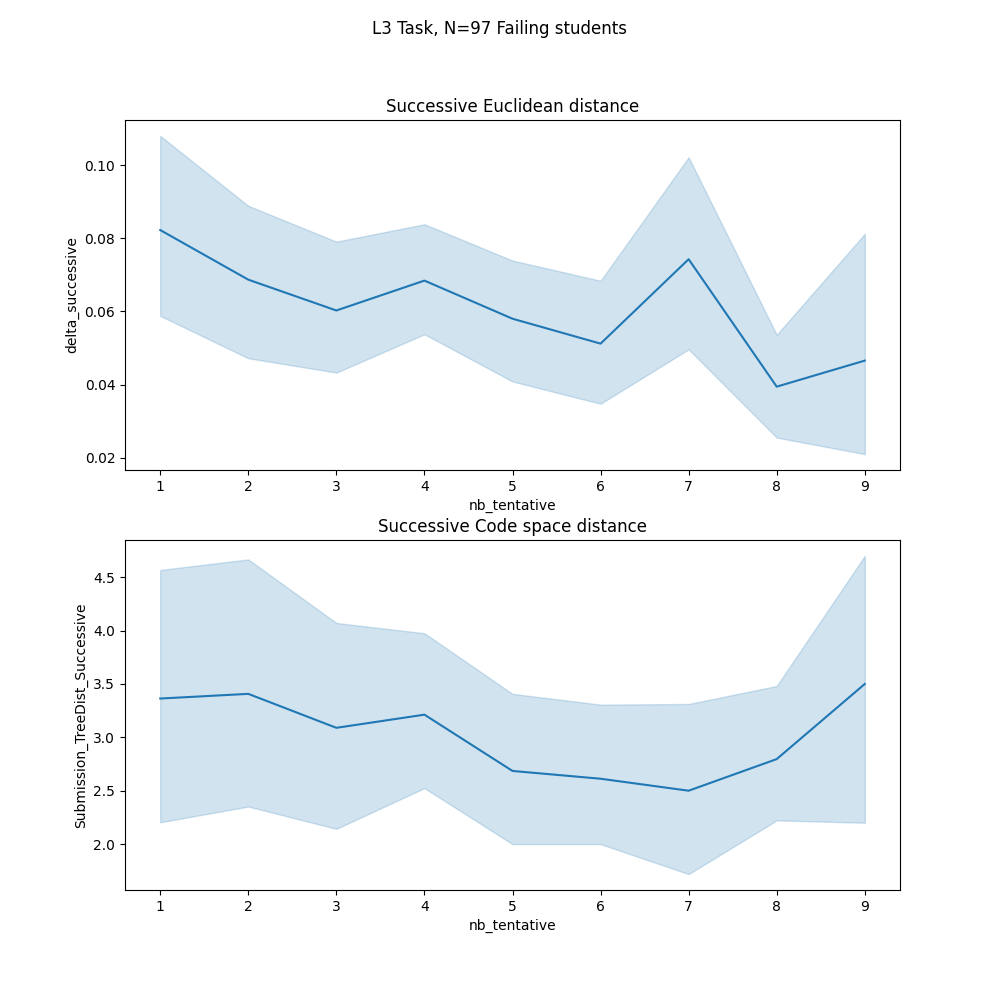 L3 Task, N=97 Failing students
Successive Euclidean distance
delta_successive
0.10
0.08
0.06
0.04
0.02
1 2 3 4 5 6 7 8 9
nb_tentative
Successive Code space distance
Submission_TreeDist_Successive
4.5
4.0
3.5
3.0
2.5
2.0
1 2 3 4 5 6 7 8 9
nb_tentative